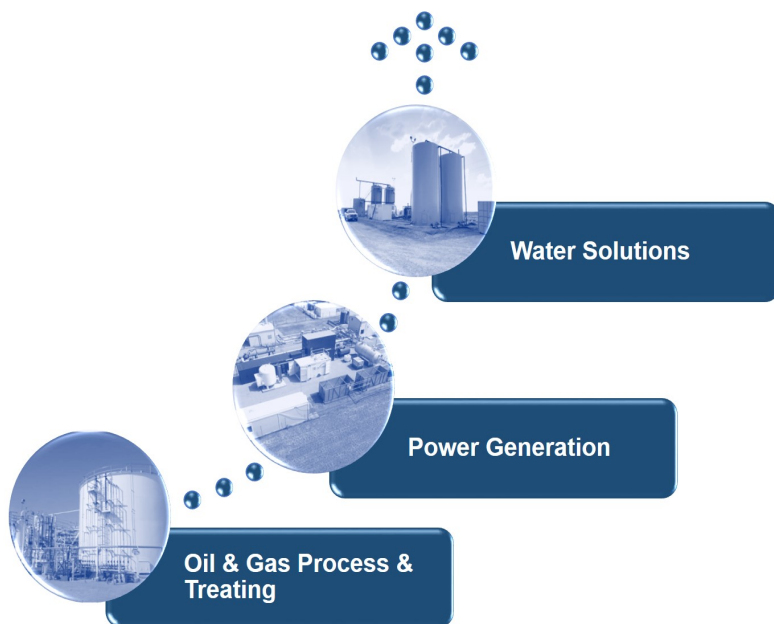 Water Solutions
Power Generation
Oil & Gas Process &
Treating